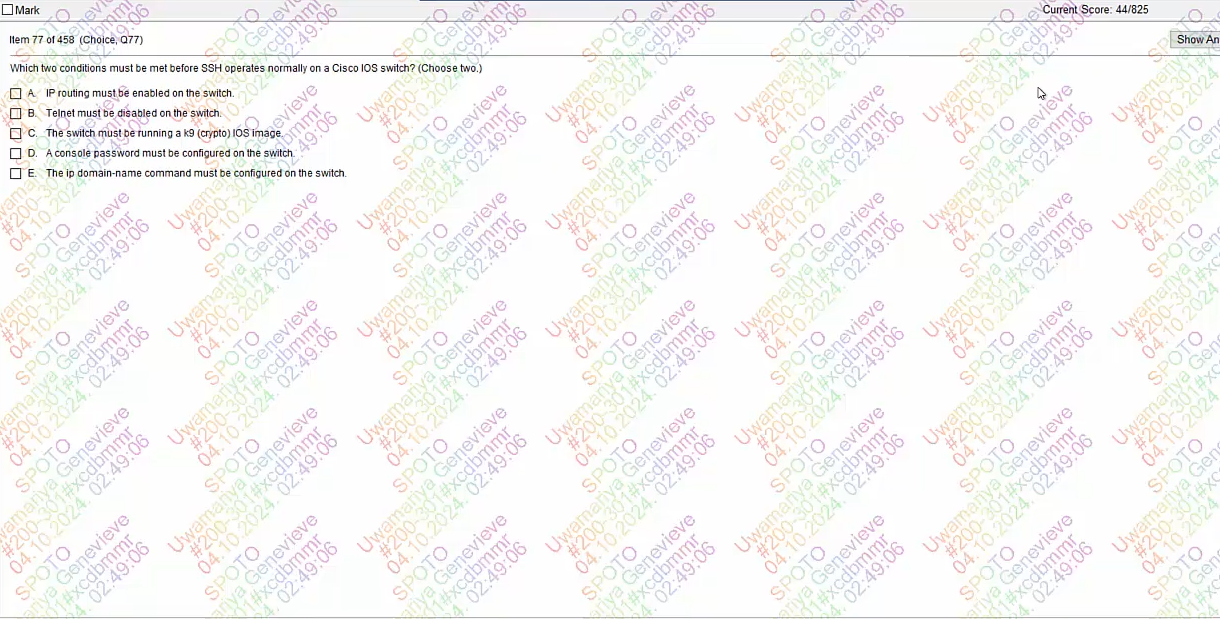 Mark
Current Score: 44/825
Item 77 of 458 (Choice, Q77)
Show An
Which two conditions must be met before SSH operates normally on a Cisco IOS switch? (Choose two.)
A. IP routing must be enabled on the switch.
B. Telnet must be disabled on the switch.
C. The switch must be running a k9 (crypto) IOS image.
D. A console password must be configured on the switch.
E. The ip domain-name command must be configured on the switch.
SPOTO
Uwamariya Genevieve
#200-301#xcdbmmr
04.10.2024. 02:49:06